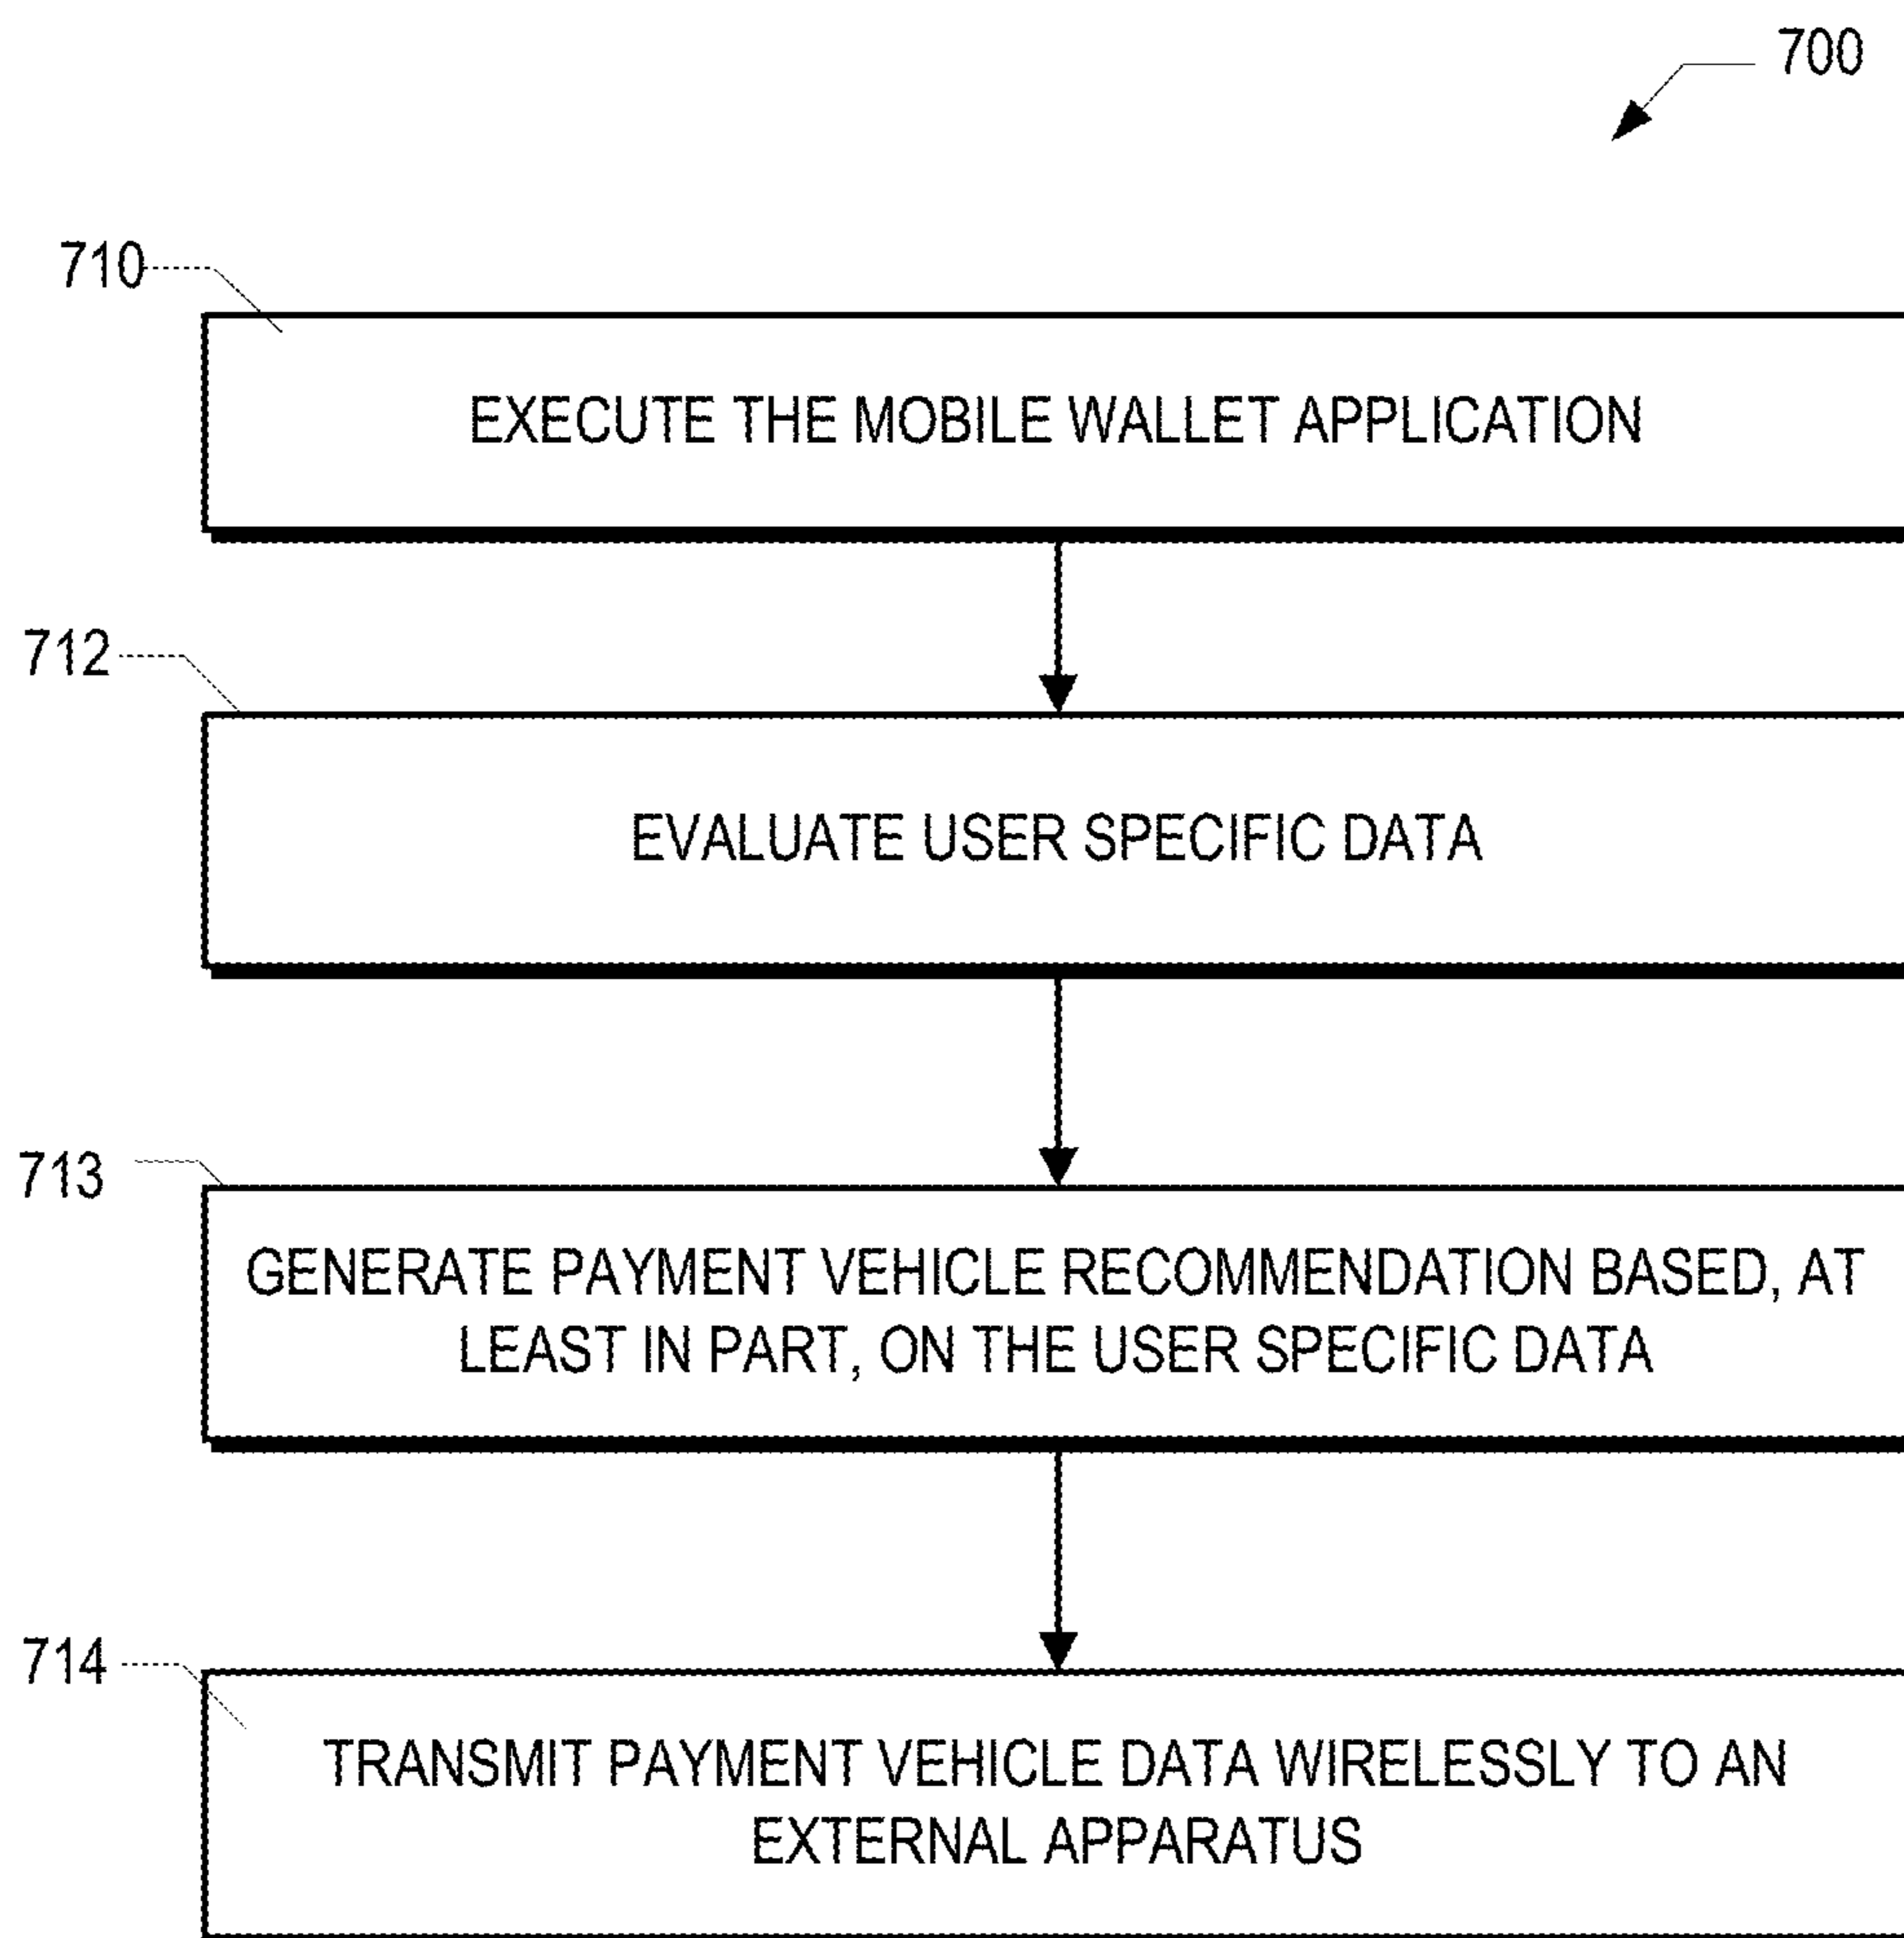 700
710
EXECUTE THE MOBILE WALLET APPLICATION
712
EVALUATE USER SPECIFIC DATA
713
GENERATE PAYMENT VEHICLE RECOMMENDATION BASED, AT
LEAST IN PART, ON THE USER SPECIFIC DATA
714
TRANSMIT PAYMENT VEHICLE DATA WIRELESSLY TO AN
EXTERNAL APPARATUS